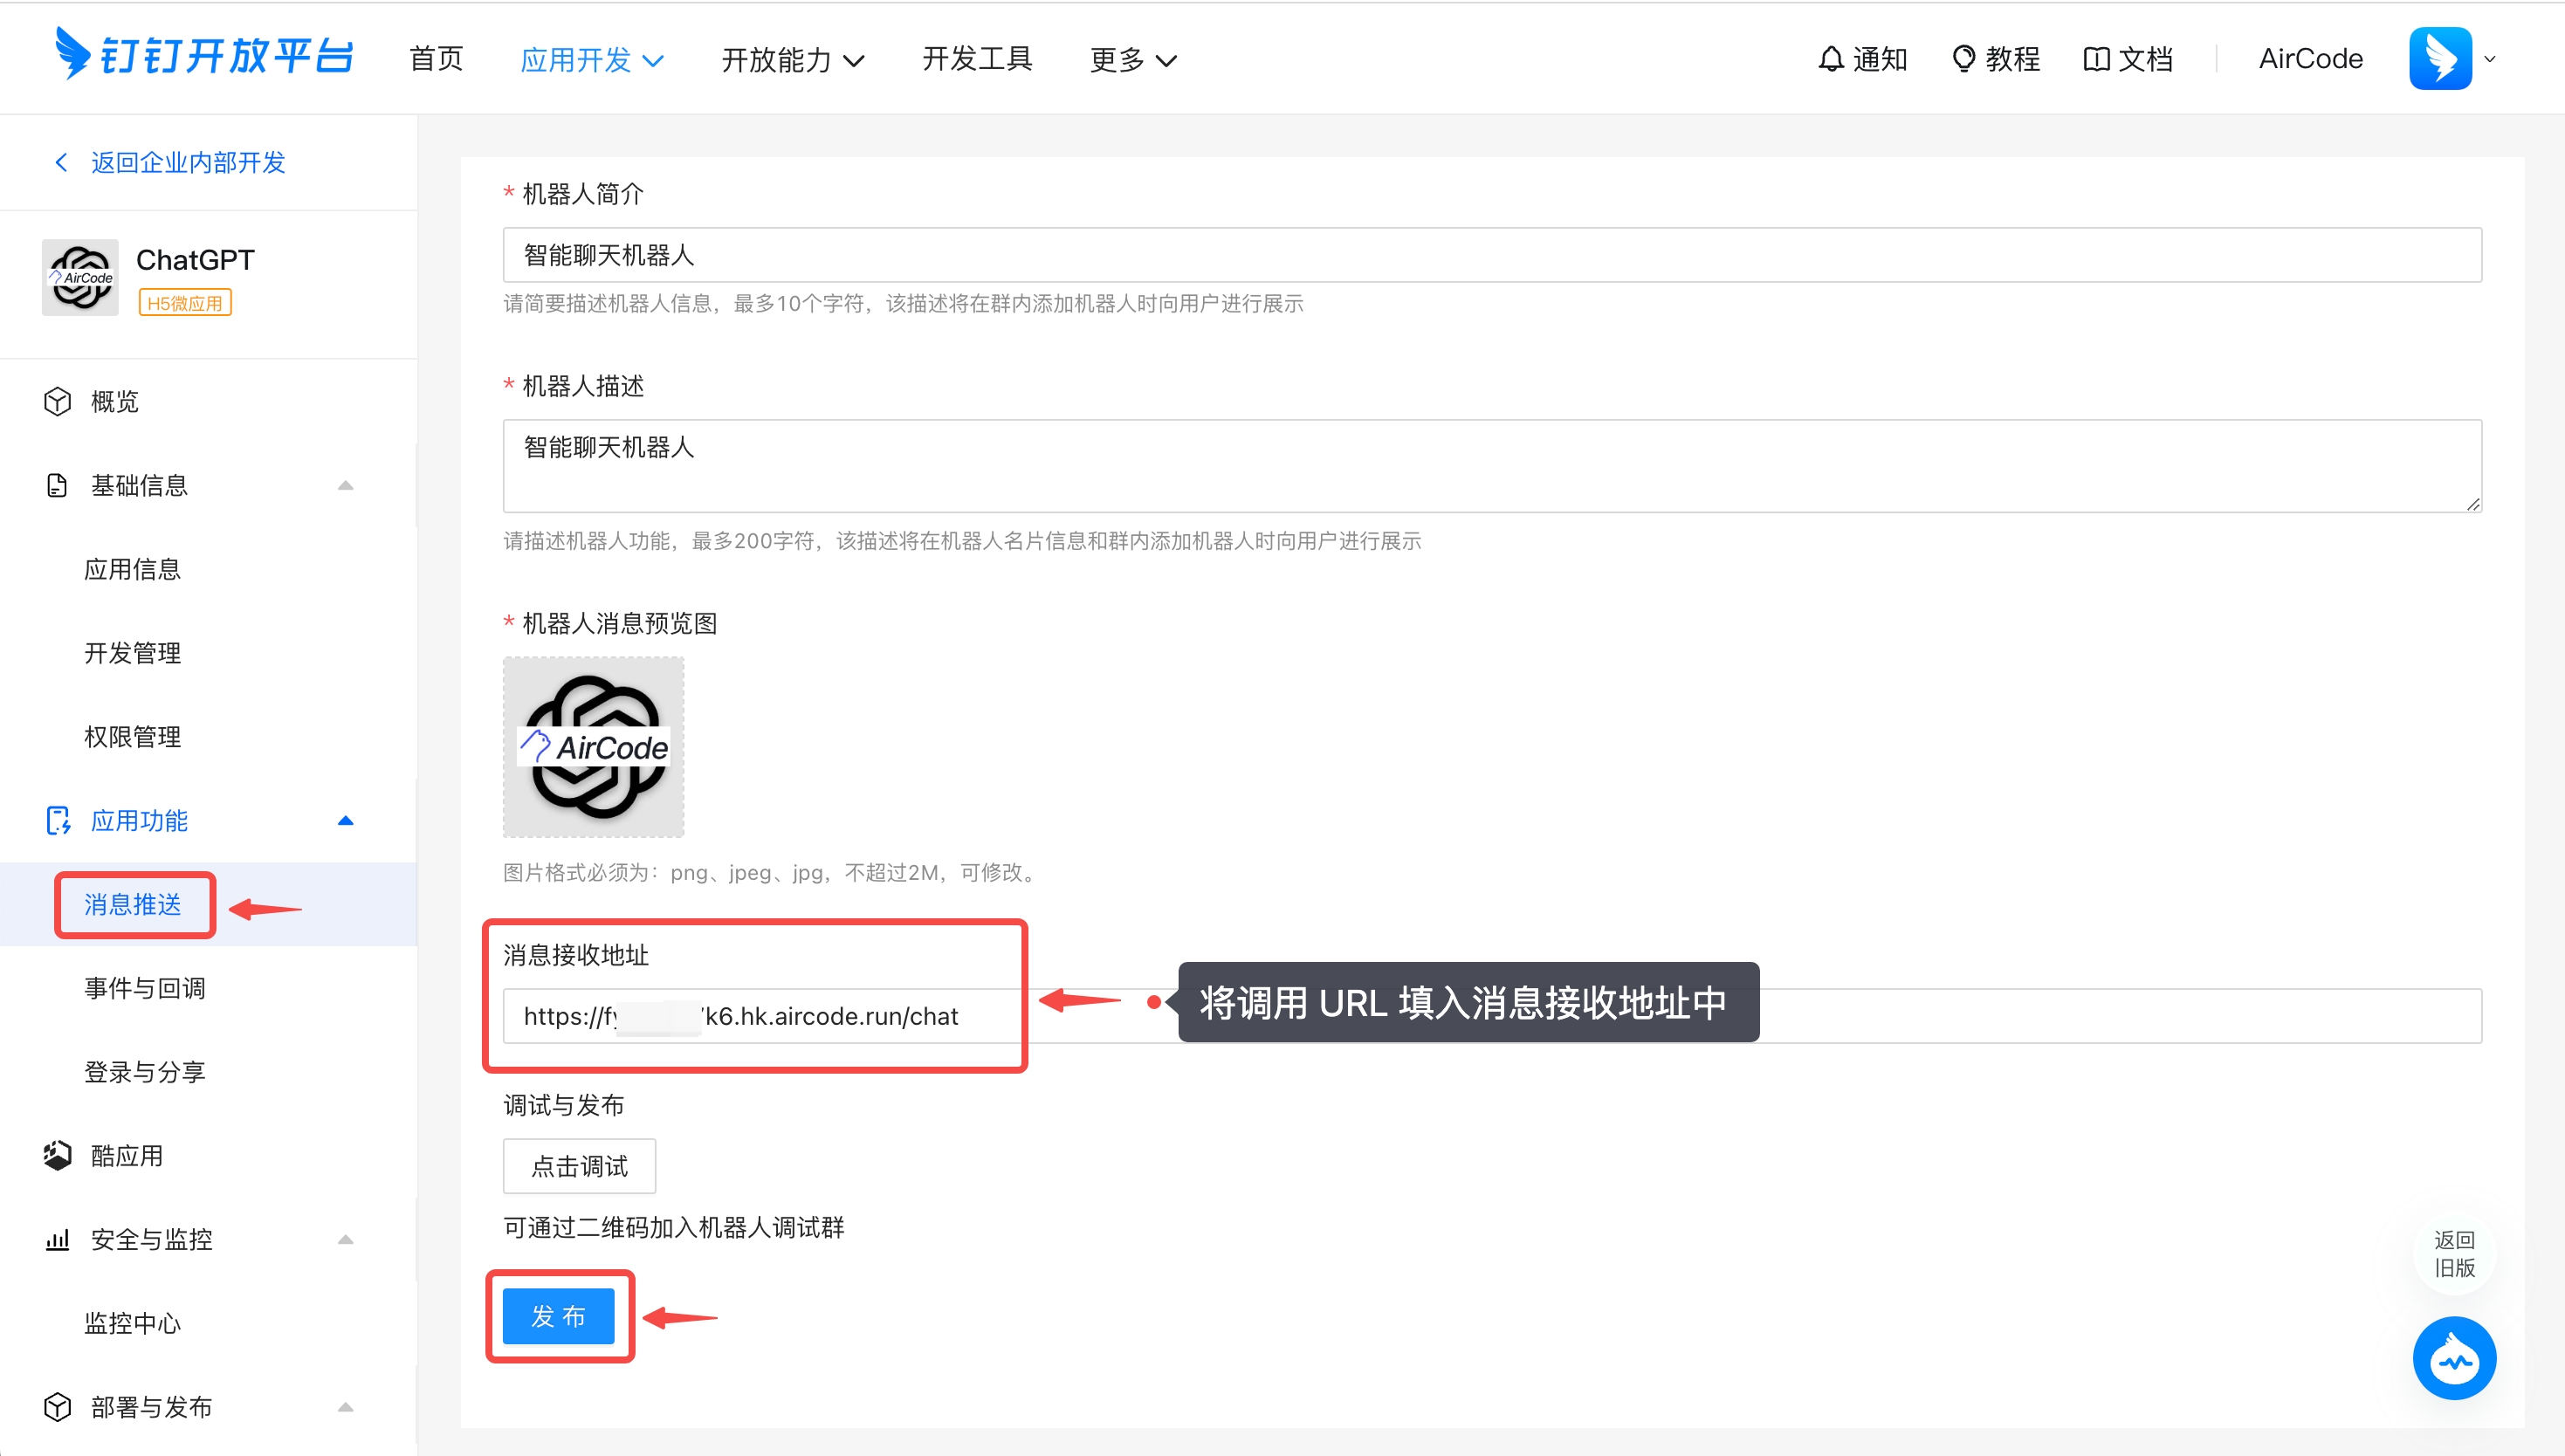 钉钉开放平台
首页
应用开发
开放能力
开发工具
更多
通知
教程
文档
AirCode
返回企业内部开发
ChatGPT
AirCode
H5微应用
概览
基础信息
应用信息
开发管理
权限管理
应用功能
消息推送
事件与回调
登录与分享
酷应用
安全与监控
监控中心
部署与发布
* 机器人简介
智能聊天机器人
请简要描述机器人信息，最多10个字符，该描述将在群内添加机器人时向用户进行展示
* 机器人描述
智能聊天机器人
请描述机器人功能，最多200字符，该描述将在机器人名片信息和群内添加机器人时向用户进行展示
* 机器人消息预览图
AirCode
图片格式必须为：png、jpeg、jpg，不超过2M，可修改。
消息接收地址
https://f k6.hk.aircode.run/chat
将调用 URL 填入消息接收地址中
调试与发布
点击调试
可通过二维码加入机器人调试群
发 布
返回
旧版